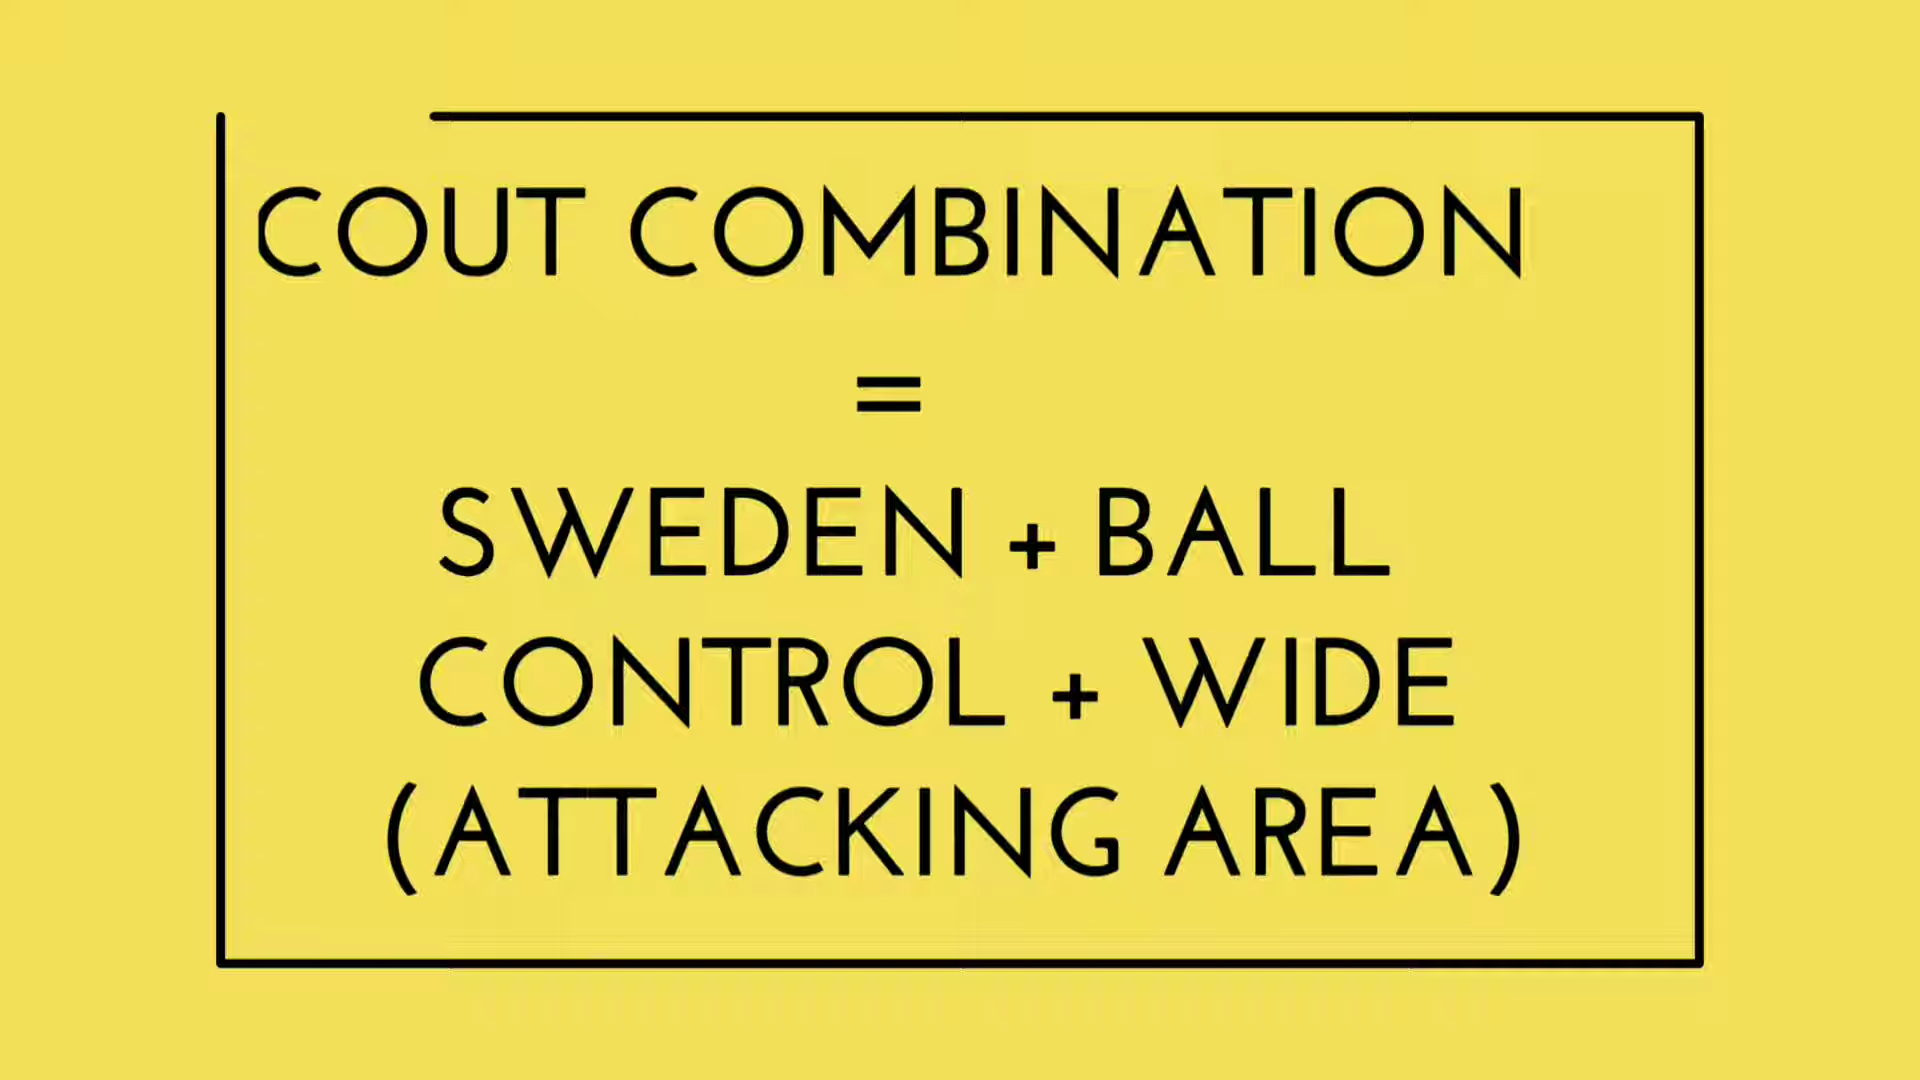 COUT COMBINATION
=
SWEDEN + BALL
CONTROL + WIDE
(ATTACKING AREA)